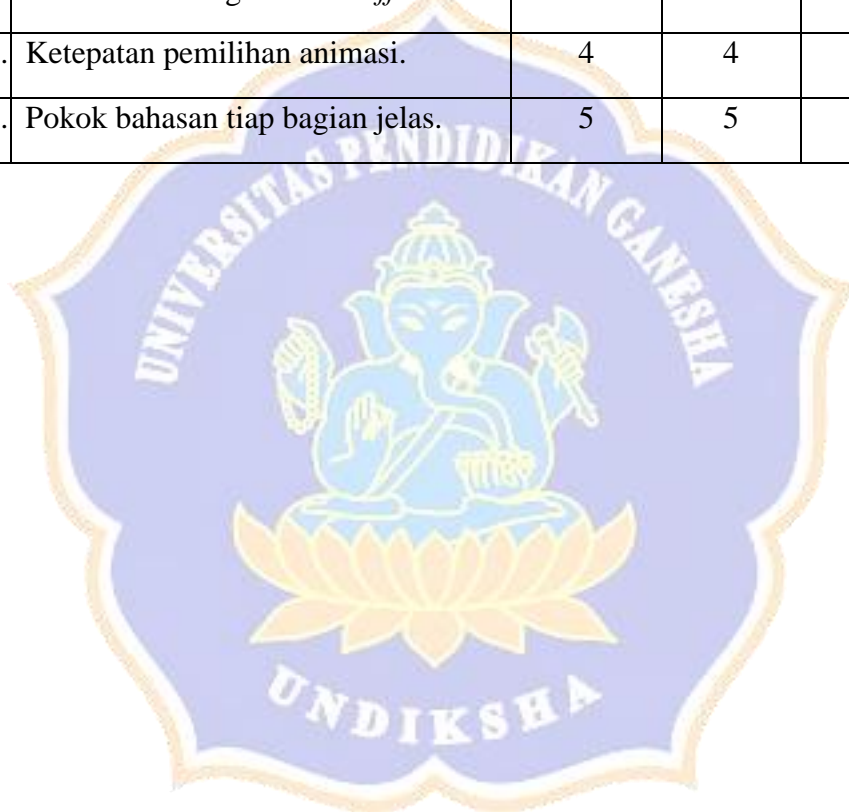 . Ketepatan pemilihan animasi. 4 4
. Pokok bahasan tiap bagian jelas. 5 5
UNIVERSITAS PENDIDIKAN GANESHA
UNDIKSHA